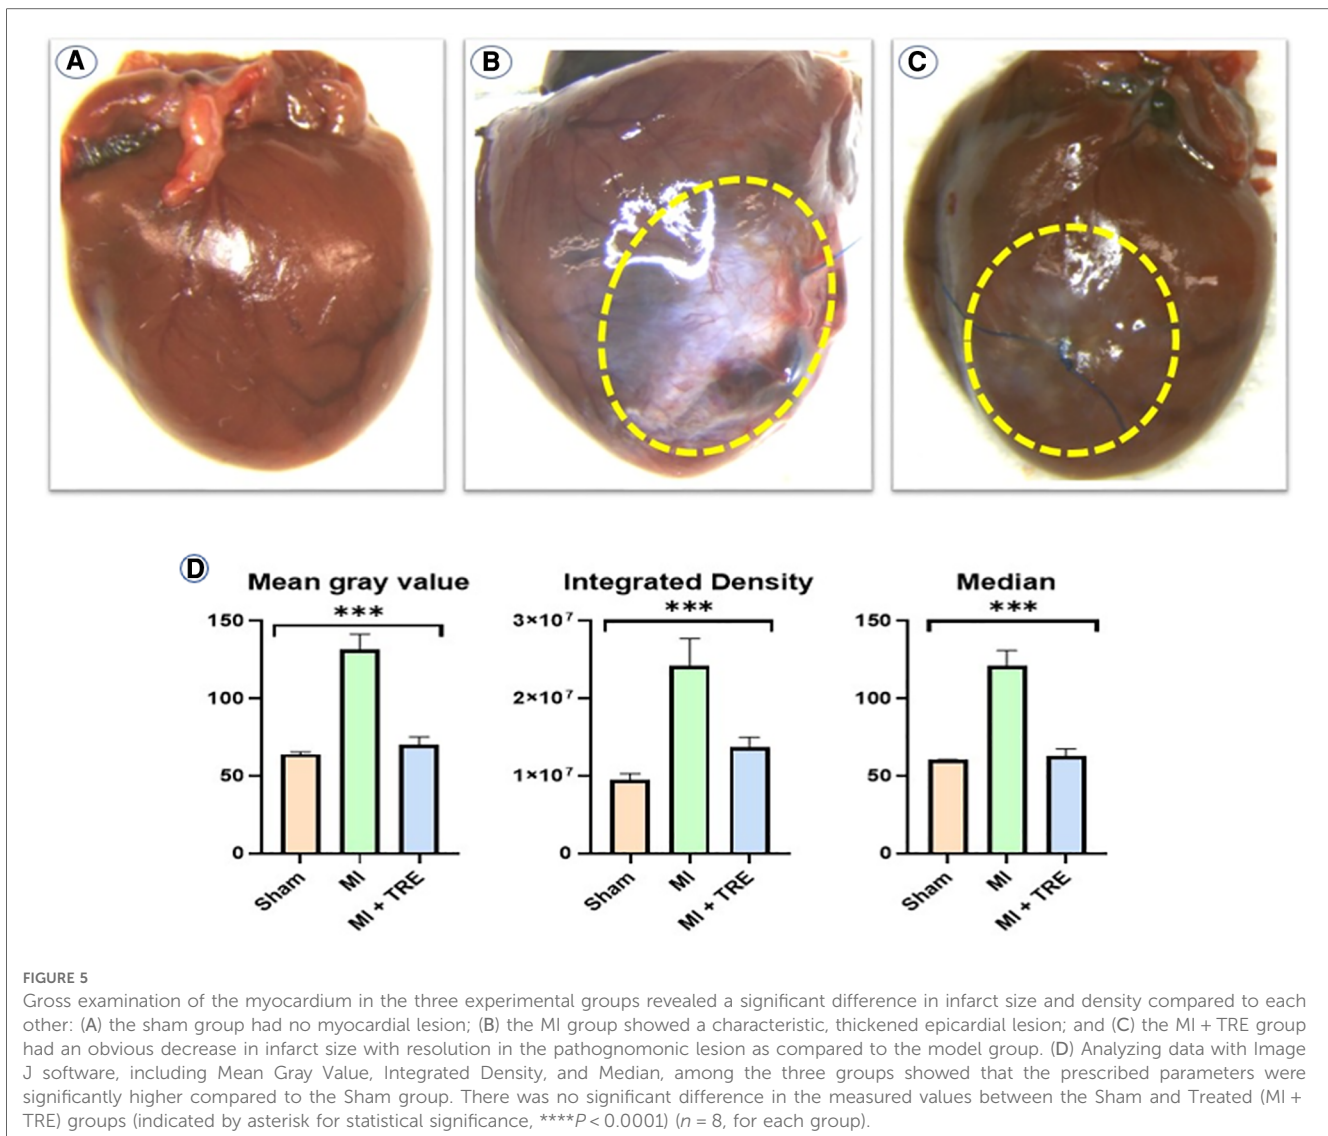 A
B
C
D
Mean gray value
***
150
100
50
0
Sham
MI
MI + TRE
Integrated Density
***
3×10⁷
2×10⁷
1×10⁷
0
Sham
MI
MI + TRE
Median
***
150
100
50
0
Sham
MI
MI + TRE
FIGURE 5
Gross examination of the myocardium in the three experimental groups revealed a significant difference in infarct size and density compared to each
other: (A) the sham group had no myocardial lesion; (B) the MI group showed a characteristic, thickened epicardial lesion; and (C) the MI + TRE group
had an obvious decrease in infarct size with resolution in the pathognomonic lesion as compared to the model group. (D) Analyzing data with Image
J software, including Mean Gray Value, Integrated Density, and Median, among the three groups showed that the prescribed parameters were
significantly higher compared to the Sham group. There was no significant difference in the measured values between the Sham and Treated (MI +
TRE) groups (indicated by asterisk for statistical significance, ****P < 0.0001) (n = 8, for each group).